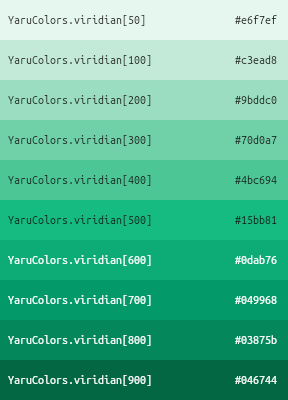 YaruColors.viridian[50] #e6f7ef
YaruColors.viridian[100] #c3ead8
YaruColors.viridian[200] #9bddc0
YaruColors.viridian[300] #70d0a7
YaruColors.viridian[400] #4bc694
YaruColors.viridian[500] #15bb81
YaruColors.viridian[600] #0dab76
YaruColors.viridian[700] #049968
YaruColors.viridian[800] #03875b
YaruColors.viridian[900] #046744